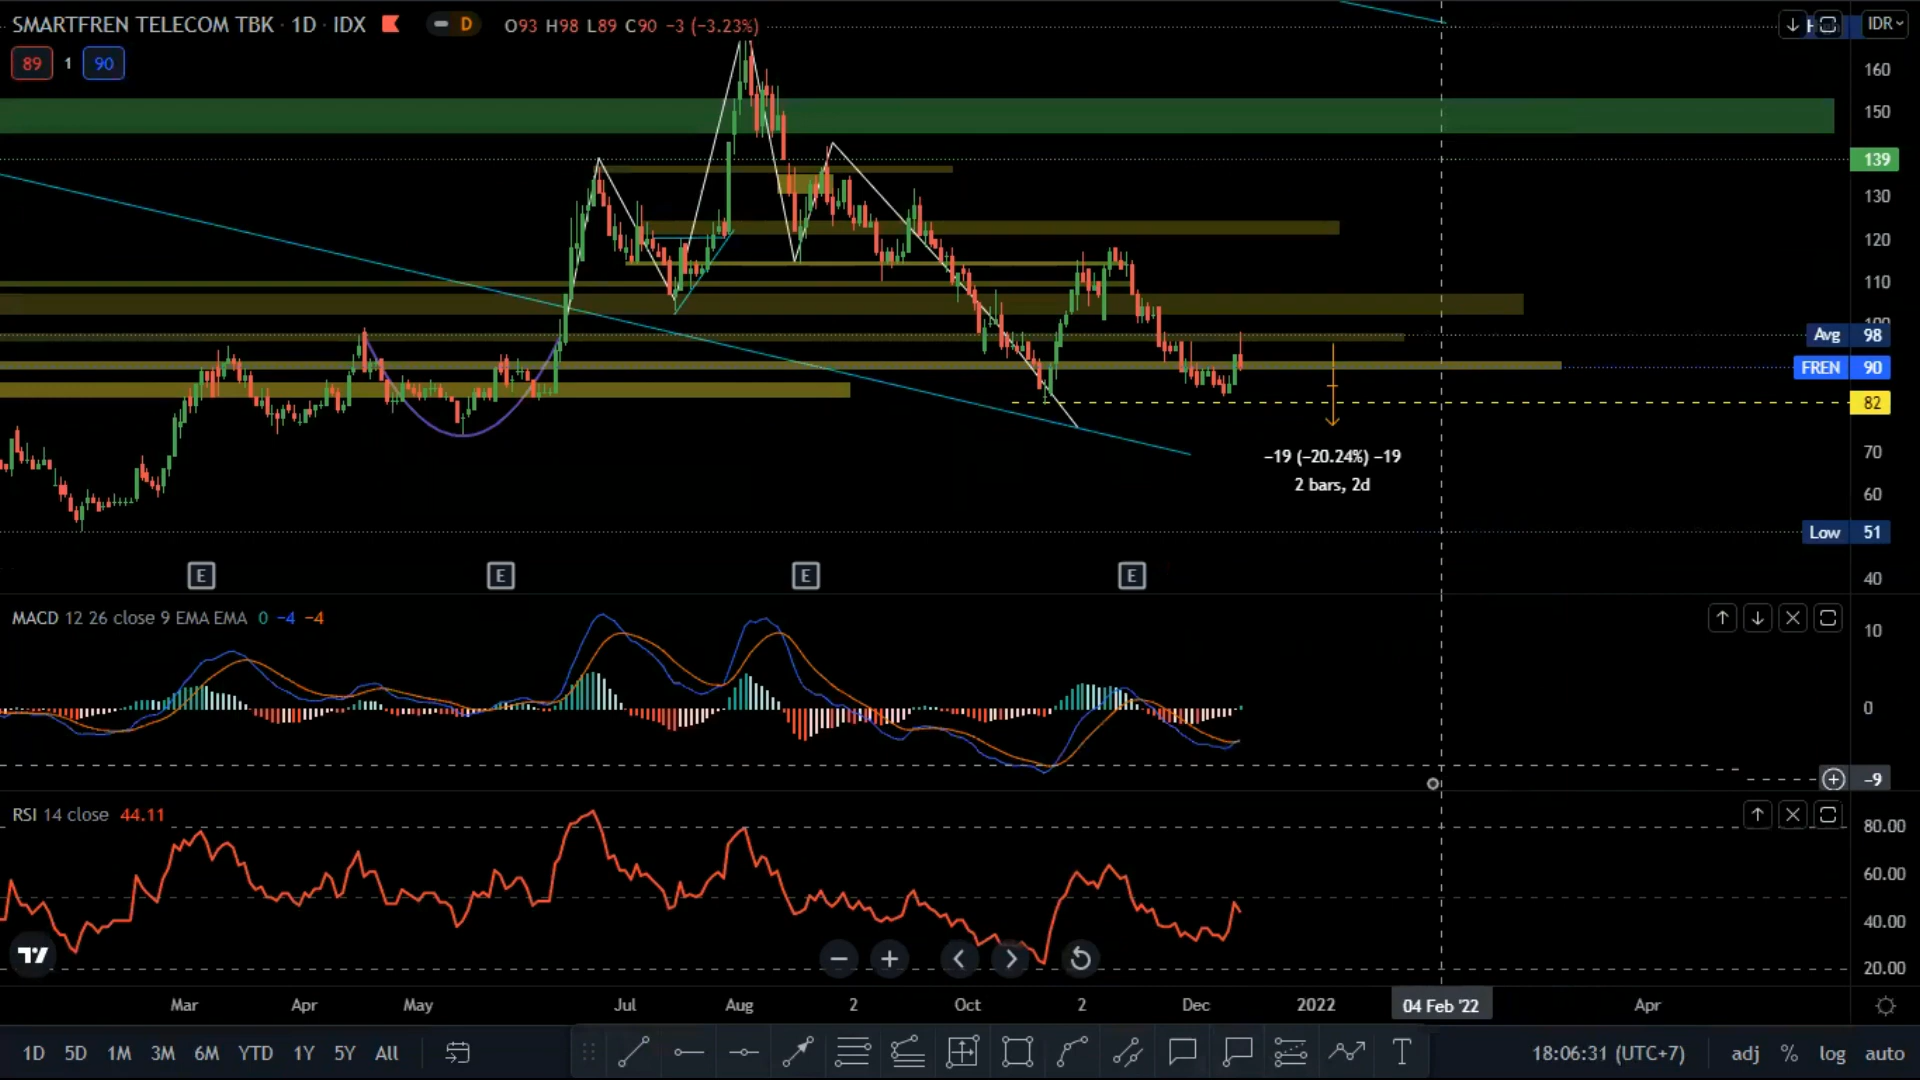 SMARTFREN TELECOM TBK · 1D · IDX D O93 H98 L89 C90 −3 (−3.23%)
IDR
89 1 90
160
150
139
130
120
110
Avg 98
FREN 90
82
70
−19 (−20.24%) −19
2 bars, 2d
60
Low 51
E E E E
40
MACD 12 26 close 9 EMA EMA 0 −4 −4
10
0
−9
RSI 14 close 44.11
80.00
60.00
40.00
20.00
Mar Apr May Jul Aug 2 Oct 2 Dec 2022 04 Feb '22 Apr
1D 5D 1M 3M 6M YTD 1Y 5Y All T 18:06:31 (UTC+7) adj % log auto